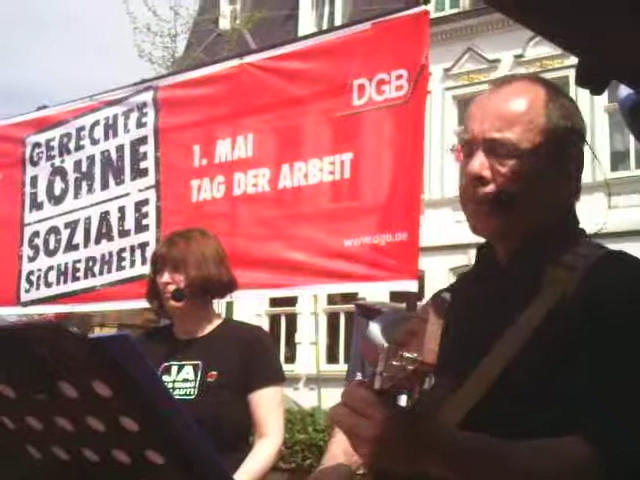 GERECHTE
LÖHNE
SOZIALE
SICHERHEIT
DGB
1. MAI
TAG DER ARBEIT
www.dgb.de
JA